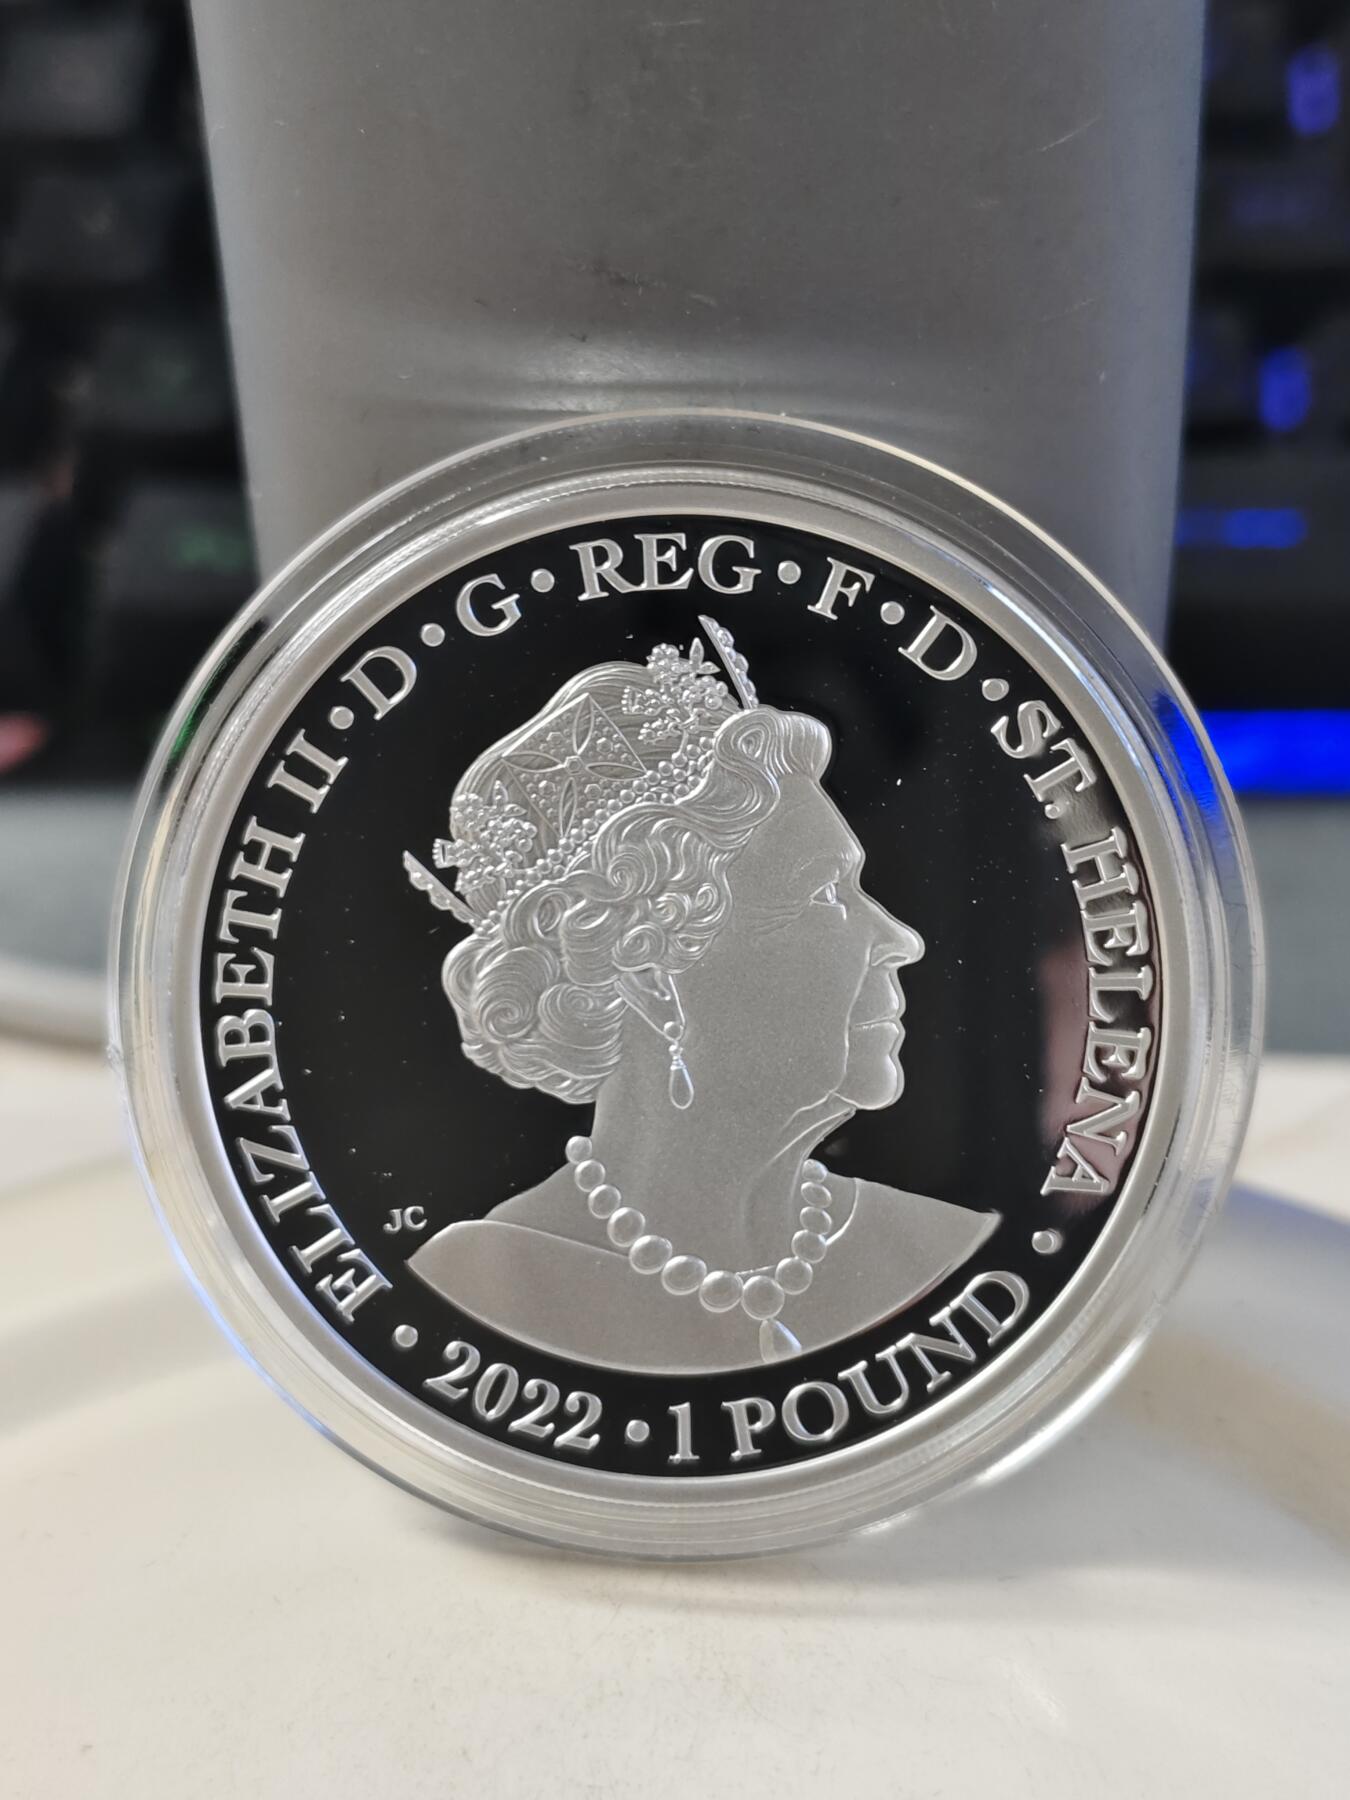 ELIZABETH II · D · G · REG · F · D · ST. HELENA ·
JC
· 2022 · 1 POUND